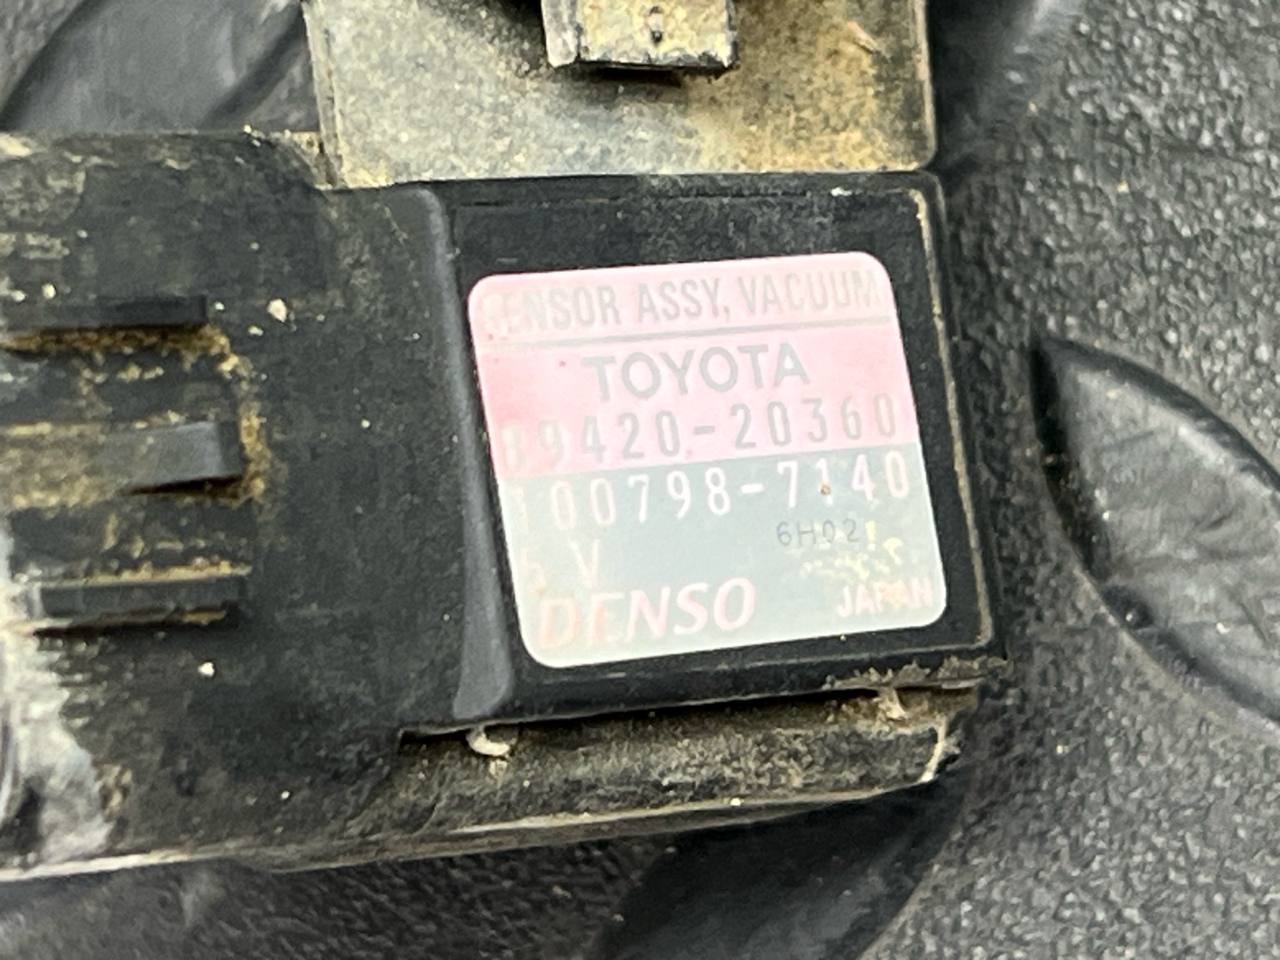 SENSOR ASSY, VACUUM
TOYOTA
89420-20360
100798-7140
6H02
5 V
DENSO JAPAN